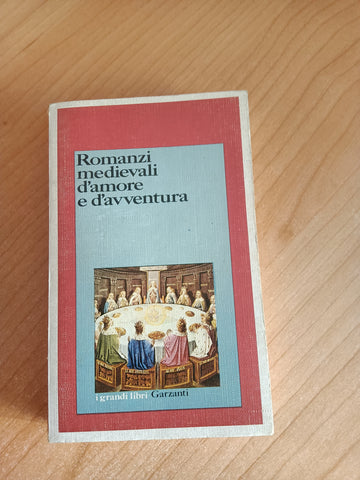 Romanzi
medievali
d'amore
e d'avventura
i grandi libri Garzanti